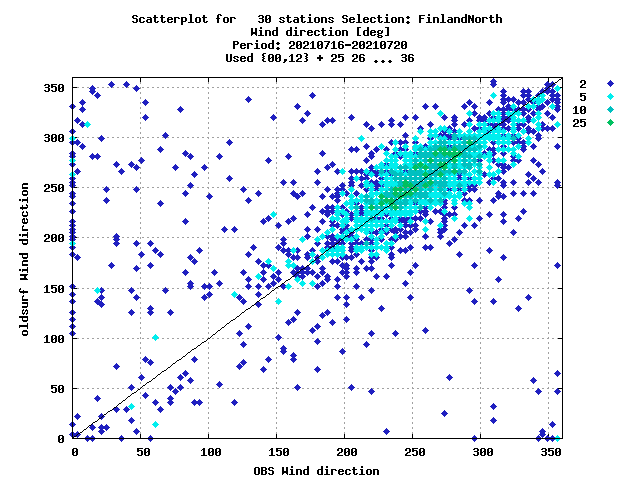 Scatterplot for   30 stations Selection: FinlandNorth
Wind direction [deg]
Period: 20210716-20210720
Used {00,12} + 25 26 ... 36
2
5
10
25
350
300
250
200
150
100
50
0
oldsurf Wind direction
0 50 100 150 200 250 300 350
OBS Wind direction